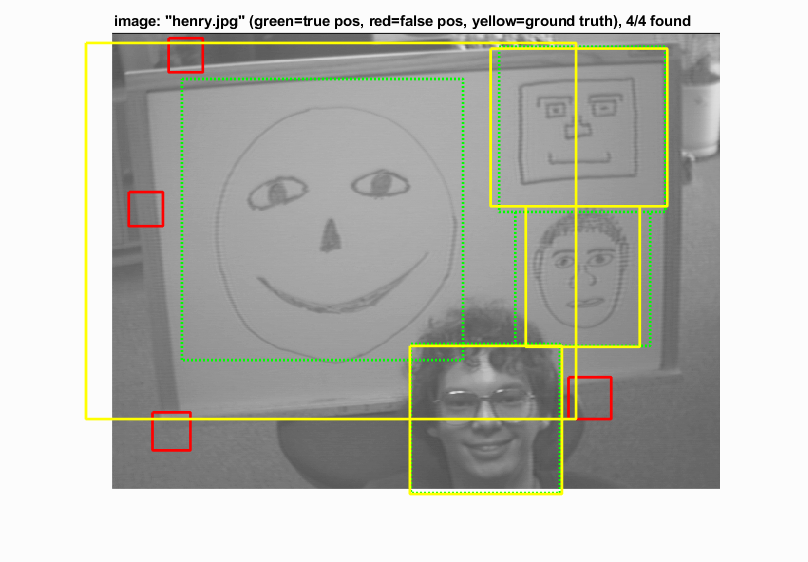 image: "henry.jpg" (green=true pos, red=false pos, yellow=ground truth), 4/4 found